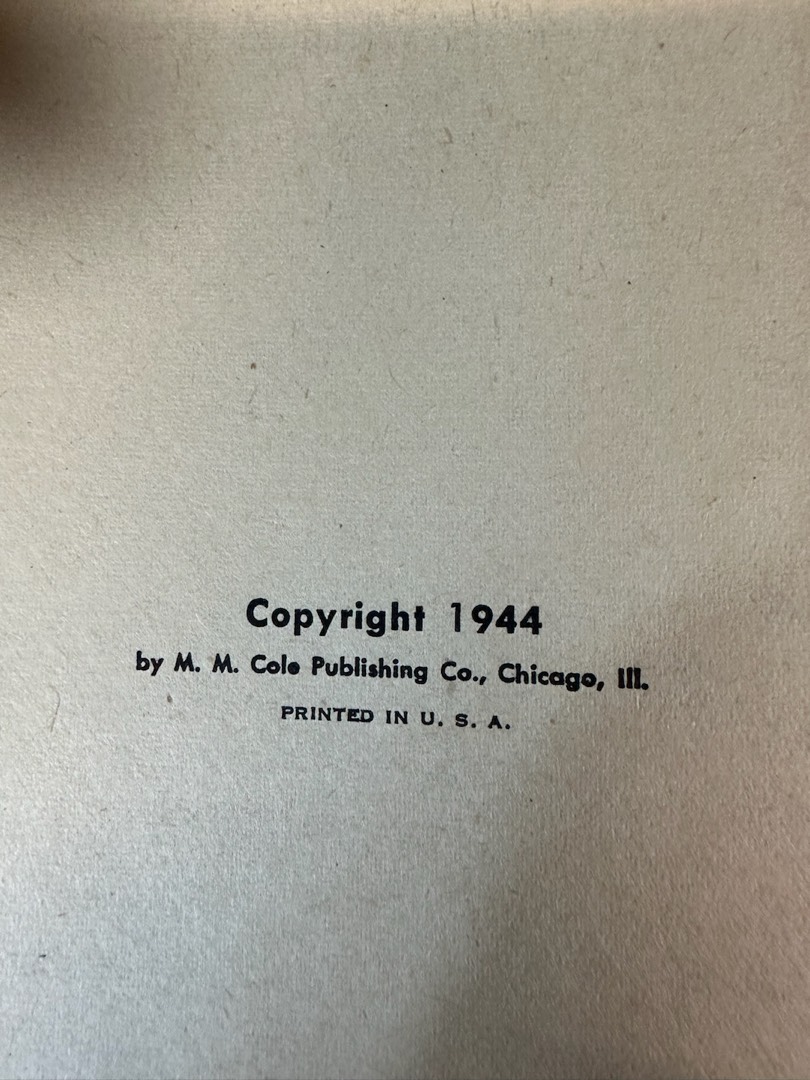 Copyright 1944
by M. M. Cole Publishing Co., Chicago, Ill.
PRINTED IN U. S. A.